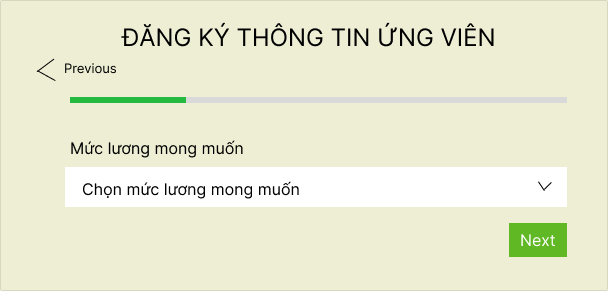 ĐĂNG KÝ THÔNG TIN ỨNG VIÊN
Previous
Mức lương mong muốn
Chọn mức lương mong muốn
Next